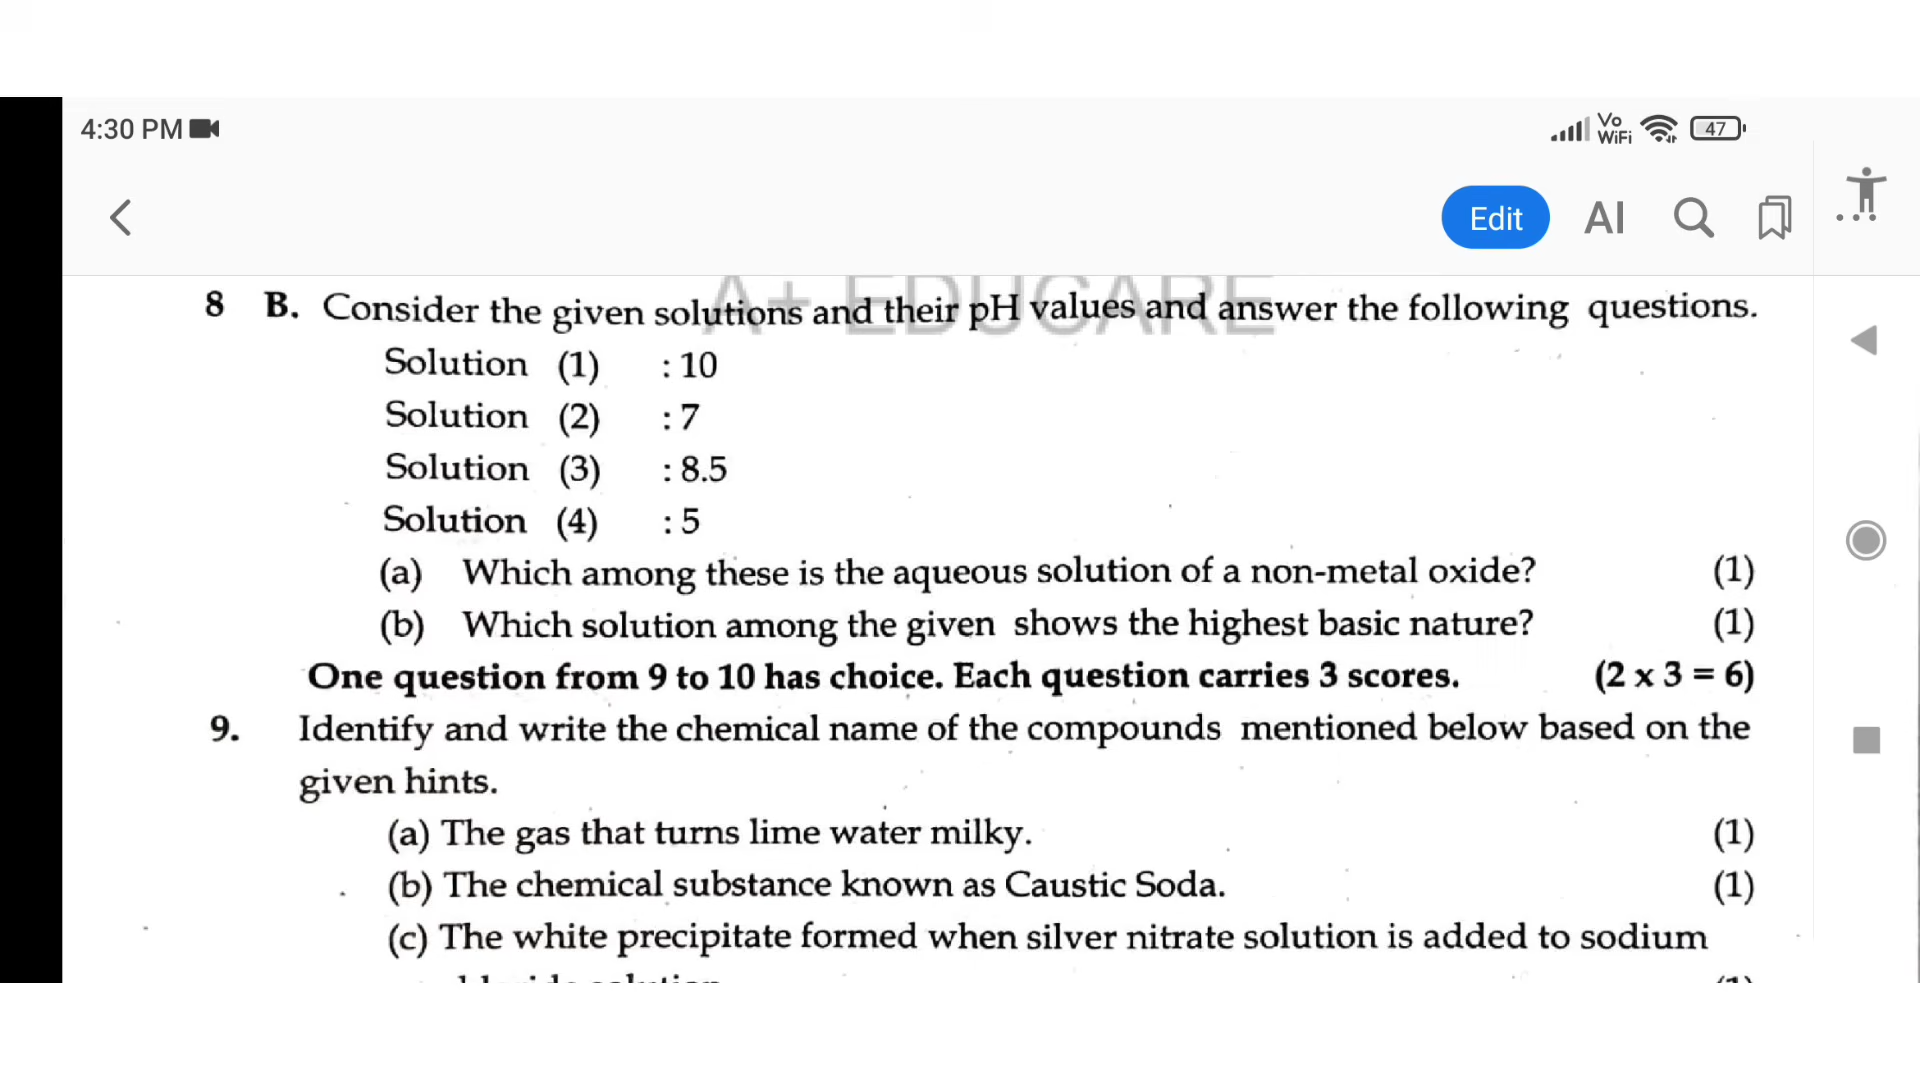 4:30 PM
Vo WiFi 47
Edit AI
A+ EDUCARE
8 B. Consider the given solutions and their pH values and answer the following questions.
Solution (1) : 10
Solution (2) : 7
Solution (3) : 8.5
Solution (4) : 5
(a) Which among these is the aqueous solution of a non-metal oxide? (1)
(b) Which solution among the given shows the highest basic nature? (1)
One question from 9 to 10 has choice. Each question carries 3 scores. (2 x 3 = 6)
9. Identify and write the chemical name of the compounds mentioned below based on the
given hints.
(a) The gas that turns lime water milky. (1)
(b) The chemical substance known as Caustic Soda. (1)
(c) The white precipitate formed when silver nitrate solution is added to sodium